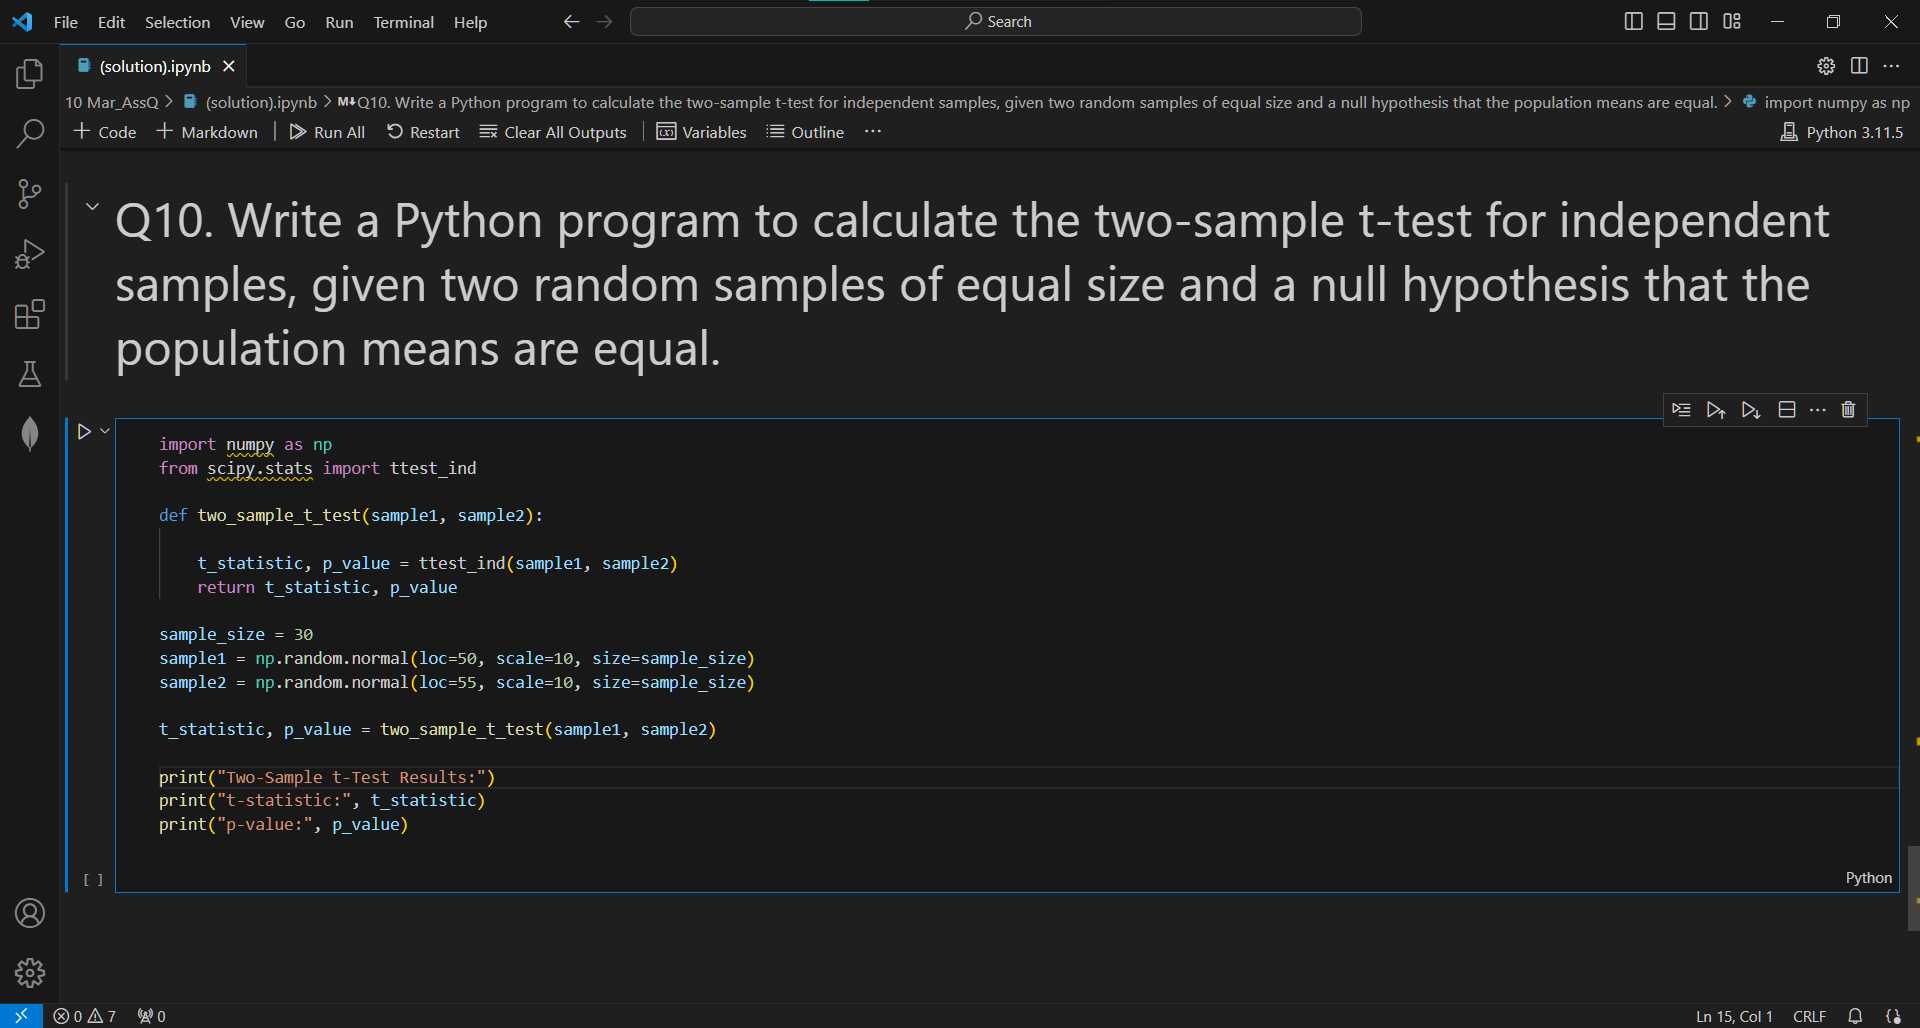 File Edit Selection View Go Run Terminal Help Search
(solution).ipynb
10 Mar_AssQ > (solution).ipynb > M↓Q10. Write a Python program to calculate the two-sample t-test for independent samples, given two random samples of equal size and a null hypothesis that the population means are equal. > import numpy as np
+ Code + Markdown | Run All Restart Clear All Outputs | Variables Outline ... Python 3.11.5
Q10. Write a Python program to calculate the two-sample t-test for independent
samples, given two random samples of equal size and a null hypothesis that the
population means are equal.
import numpy as np
from scipy.stats import ttest_ind
def two_sample_t_test(sample1, sample2):
t_statistic, p_value = ttest_ind(sample1, sample2)
return t_statistic, p_value
sample_size = 30
sample1 = np.random.normal(loc=50, scale=10, size=sample_size)
sample2 = np.random.normal(loc=55, scale=10, size=sample_size)
t_statistic, p_value = two_sample_t_test(sample1, sample2)
print("Two-Sample t-Test Results:")
print("t-statistic:", t_statistic)
print("p-value:", p_value)
[ ]
Python
0 7 0 Ln 15, Col 1 CRLF